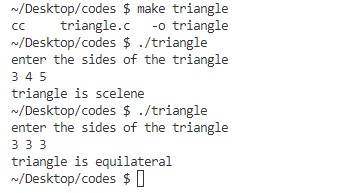 ~/Desktop/codes $ make triangle
cc     triangle.c   -o triangle
~/Desktop/codes $ ./triangle
enter the sides of the triangle
3 4 5
triangle is scelene
~/Desktop/codes $ ./triangle
enter the sides of the triangle
3 3 3
triangle is equilateral
~/Desktop/codes $